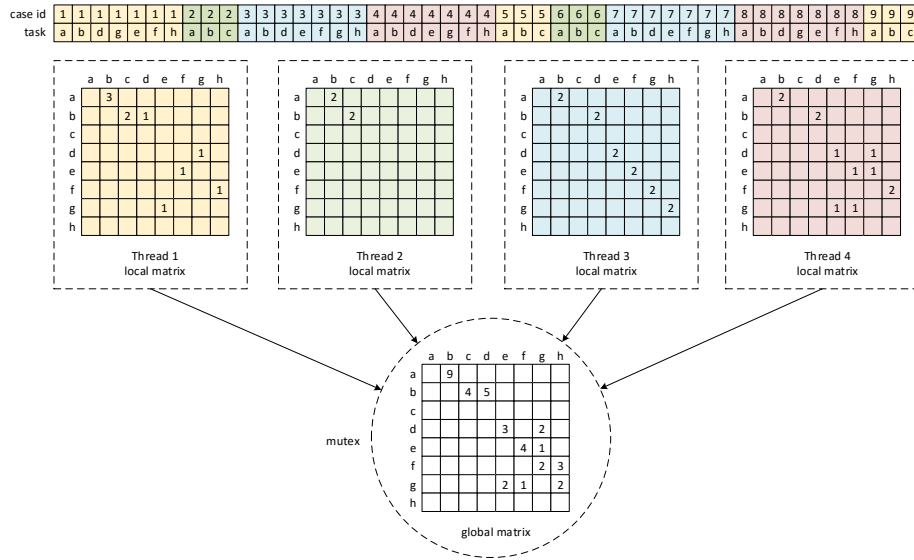 case id 1 1 1 1 1 1 1 2 2 2 3 3 3 3 3 3 3 4 4 4 4 4 4 4 5 5 5 6 6 6 7 7 7 7 7 7 7 8 8 8 8 8 8 8 9 9 9
task a b d g e f h a b c a b d e f g h a b d e g f h a b c a b c a b d e f g h a b d g e f h a b c
a b c d e f g h
a 3
b 2 1
c
d 1
e 1
f 1
g 1
h
Thread 1
local matrix
a b c d e f g h
a 2
b 2
c
d
e
f
g
h
Thread 2
local matrix
a b c d e f g h
a 2
b 2
c
d 2
e 2
f 2
g 2
h
Thread 3
local matrix
a b c d e f g h
a 2
b 2
c
d 1 1
e 1 1
f 2
g 1 1
h
Thread 4
local matrix
mutex
a b c d e f g h
a 9
b 4 5
c
d 3 2
e 4 1
f 2 3
g 2 1 2
h
global matrix